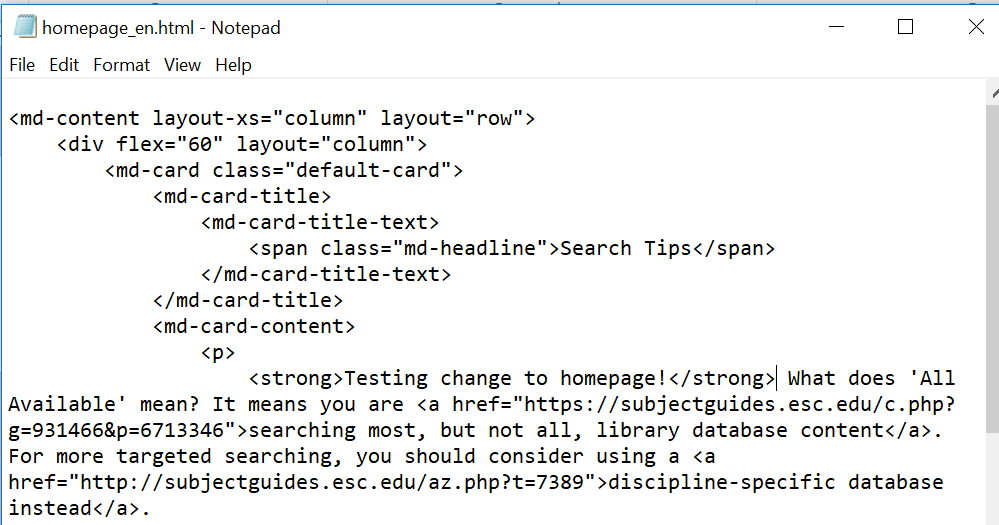 homepage_en.html - Notepad
File Edit Format View Help
<md-content layout-xs="column" layout="row">
    <div flex="60" layout="column">
        <md-card class="default-card">
            <md-card-title>
                <md-card-title-text>
                    <span class="md-headline">Search Tips</span>
                </md-card-title-text>
            </md-card-title>
            <md-card-content>
                <p>
                    <strong>Testing change to homepage!</strong> What does 'All
Available' mean? It means you are <a href="https://subjectguides.esc.edu/c.php?
g=931466&p=6713346">searching most, but not all, library database content</a>.
For more targeted searching, you should consider using a <a
href="http://subjectguides.esc.edu/az.php?t=7389">discipline-specific database
instead</a>.